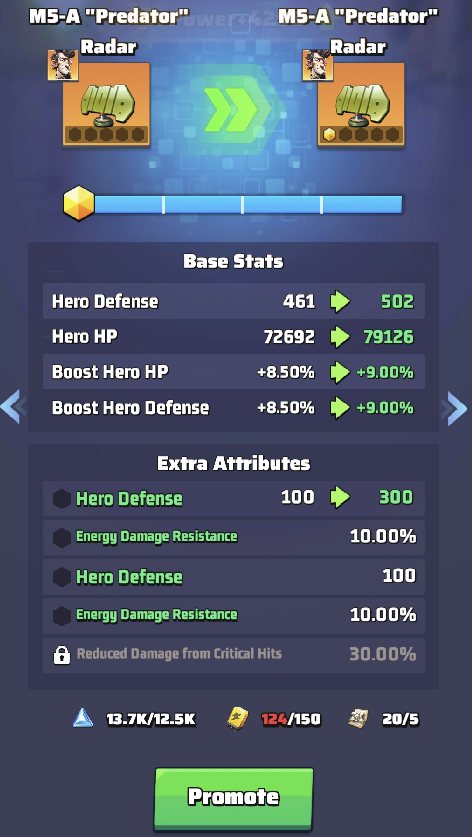 M5-A "Predator" M5-A "Predator"
Radar Radar
Base Stats
Hero Defense 461 502
Hero HP 72692 79126
Boost Hero HP +8.50% +9.00%
Boost Hero Defense +8.50% +9.00%
Extra Attributes
Hero Defense 100 300
Energy Damage Resistance 10.00%
Hero Defense 100
Energy Damage Resistance 10.00%
Reduced Damage from Critical Hits 30.00%
13.7K/12.5K 124/150 20/5
Promote